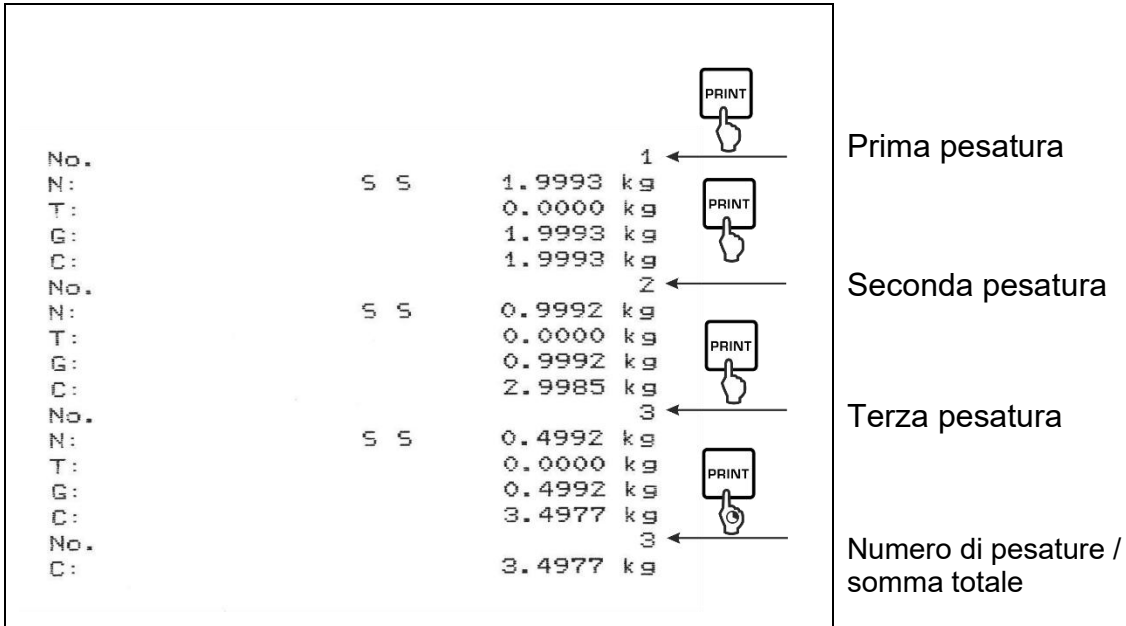 PRINT
No. 1
Prima pesatura
N: S S 1.9993 kg
T: 0.0000 kg
PRINT
G: 1.9993 kg
C: 1.9993 kg
No. 2
Seconda pesatura
N: S S 0.9992 kg
T: 0.0000 kg
PRINT
G: 0.9992 kg
C: 2.9985 kg
No. 3
Terza pesatura
N: S S 0.4992 kg
T: 0.0000 kg
PRINT
G: 0.4992 kg
C: 3.4977 kg
No. 3
Numero di pesature /
somma totale
C: 3.4977 kg